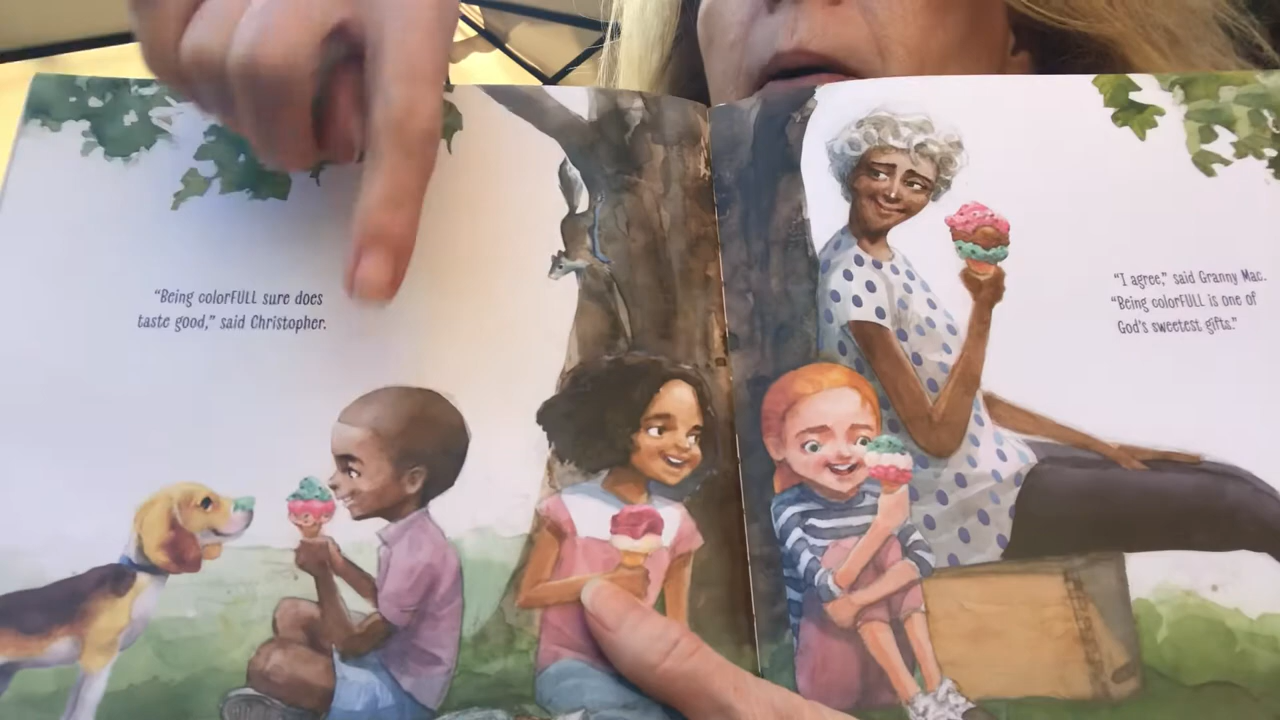 “Being colorFULL sure does
taste good,” said Christopher.
“I agree,” said Granny Mac.
“Being colorFULL is one of
God's sweetest gifts.”